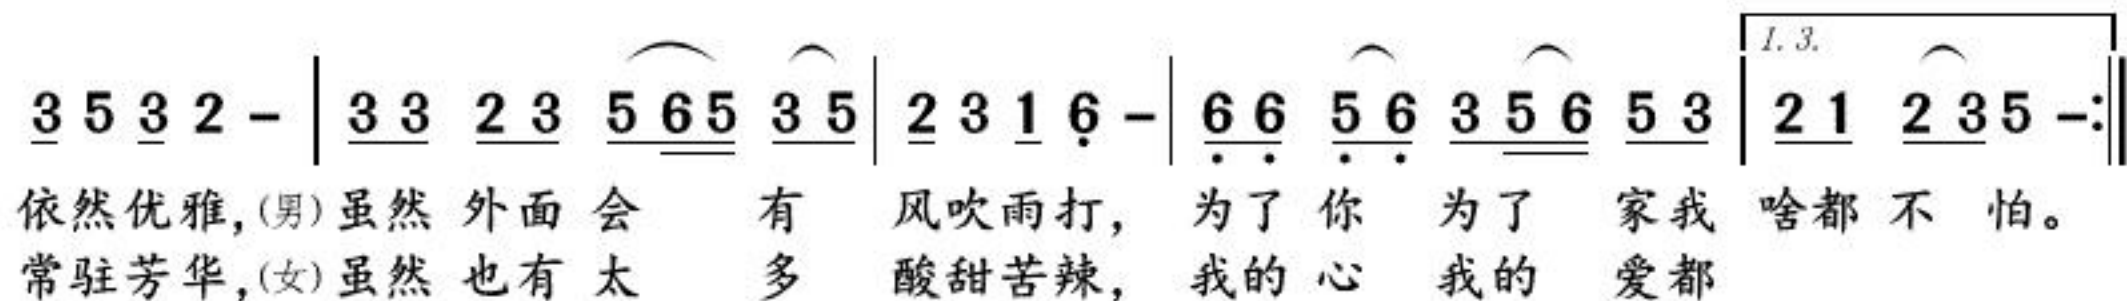 1. 3.
3 5 3 2 – | 3 3 2 3 5 6 5 3 5 | 2 3 1 6 – | 6 6 5 6 3 5 6 5 3 | 2 1 2 3 5 – :‖
依然优雅,(男)虽然 外面 会 有 风吹雨打, 为了 你 为了 家我 啥都 不 怕。
常驻芳华,(女)虽然 也有 太 多 酸甜苦辣, 我的 心 我的 爱都